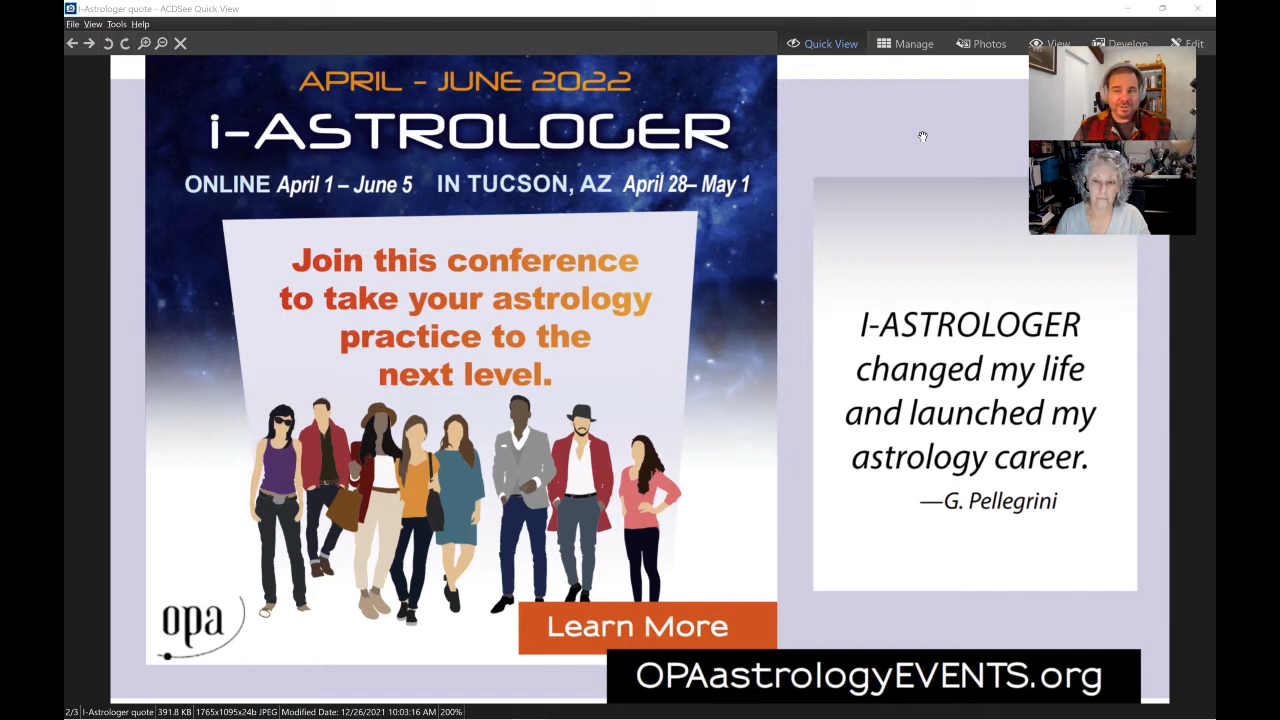 I-Astrologer quote - ACDSee Quick View
File View Tools Help
Quick View Manage Photos View Develop Edit
APRIL - JUNE 2022
i-ASTROLOGER
ONLINE April 1 – June 5 IN TUCSON, AZ April 28– May 1
Join this conference
to take your astrology
practice to the
next level.
I-ASTROLOGER
changed my life
and launched my
astrology career.
—G. Pellegrini
opa
Learn More
OPAastrologyEVENTS.org
2/3 I-Astrologer quote 391.8 KB 1765x1095x24b JPEG Modified Date: 12/26/2021 10:03:16 AM 200%